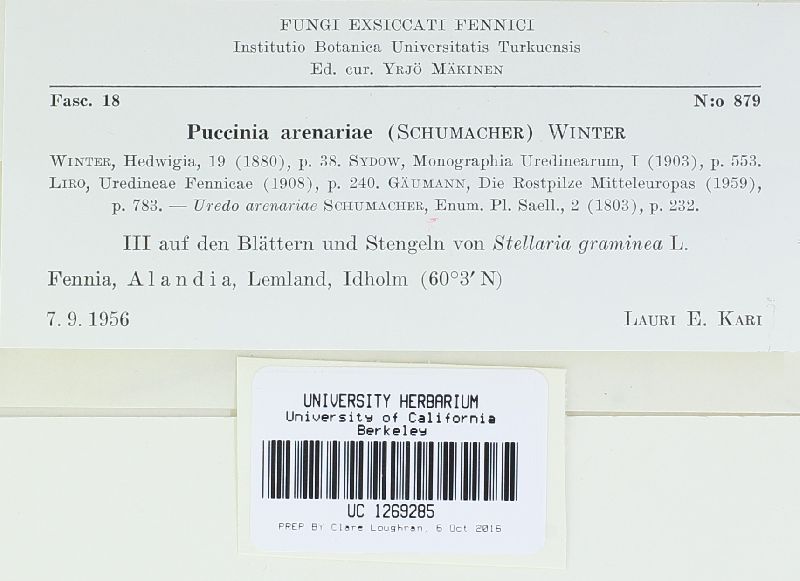 FUNGI EXSICCATI FENNICI
Institutio Botanica Universitatis Turkuensis
Ed. cur. YRJÖ MÄKINEN
Fasc. 18 N:o 879
Puccinia arenariae (SCHUMACHER) WINTER
WINTER, Hedwigia, 19 (1880), p. 38. SYDOW, Monographia Uredinearum, I (1903), p. 553.
LIRO, Uredineae Fennicae (1908), p. 240. GÄUMANN, Die Rostpilze Mitteleuropas (1959),
p. 783. — Uredo arenariae SCHUMACHER, Enum. Pl. Saell., 2 (1803), p. 232.
III auf den Blättern und Stengeln von Stellaria graminea L.
Fennia, Alandia, Lemland, Idholm (60°3′ N)
7. 9. 1956 LAURI E. KARI
UNIVERSITY HERBARIUM
University of California
Berkeley
UC 1269285
PREP BY Clare Loughran, 6 Oct 2016